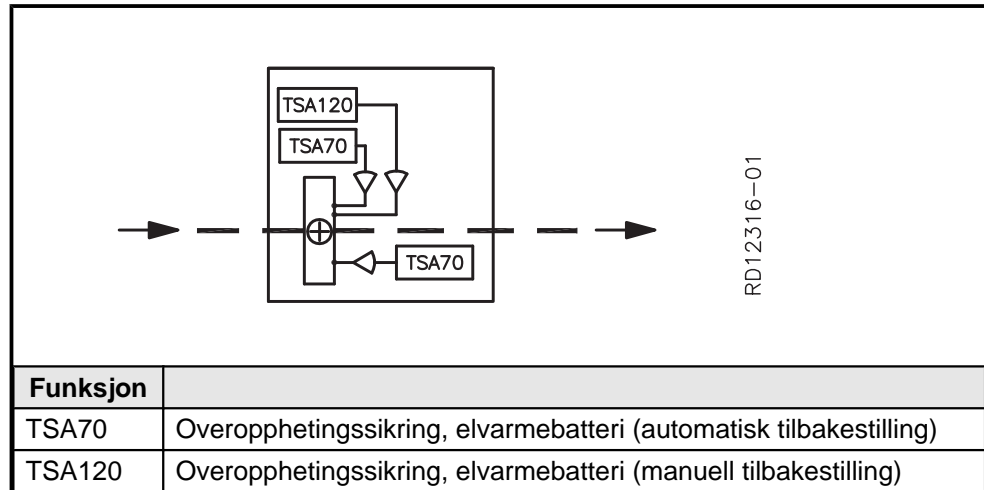 TSA120
TSA70
TSA70
RD12316-01
Funksjon
TSA70 Overopphetingssikring, elvarmebatteri (automatisk tilbakestilling)
TSA120 Overopphetingssikring, elvarmebatteri (manuell tilbakestilling)